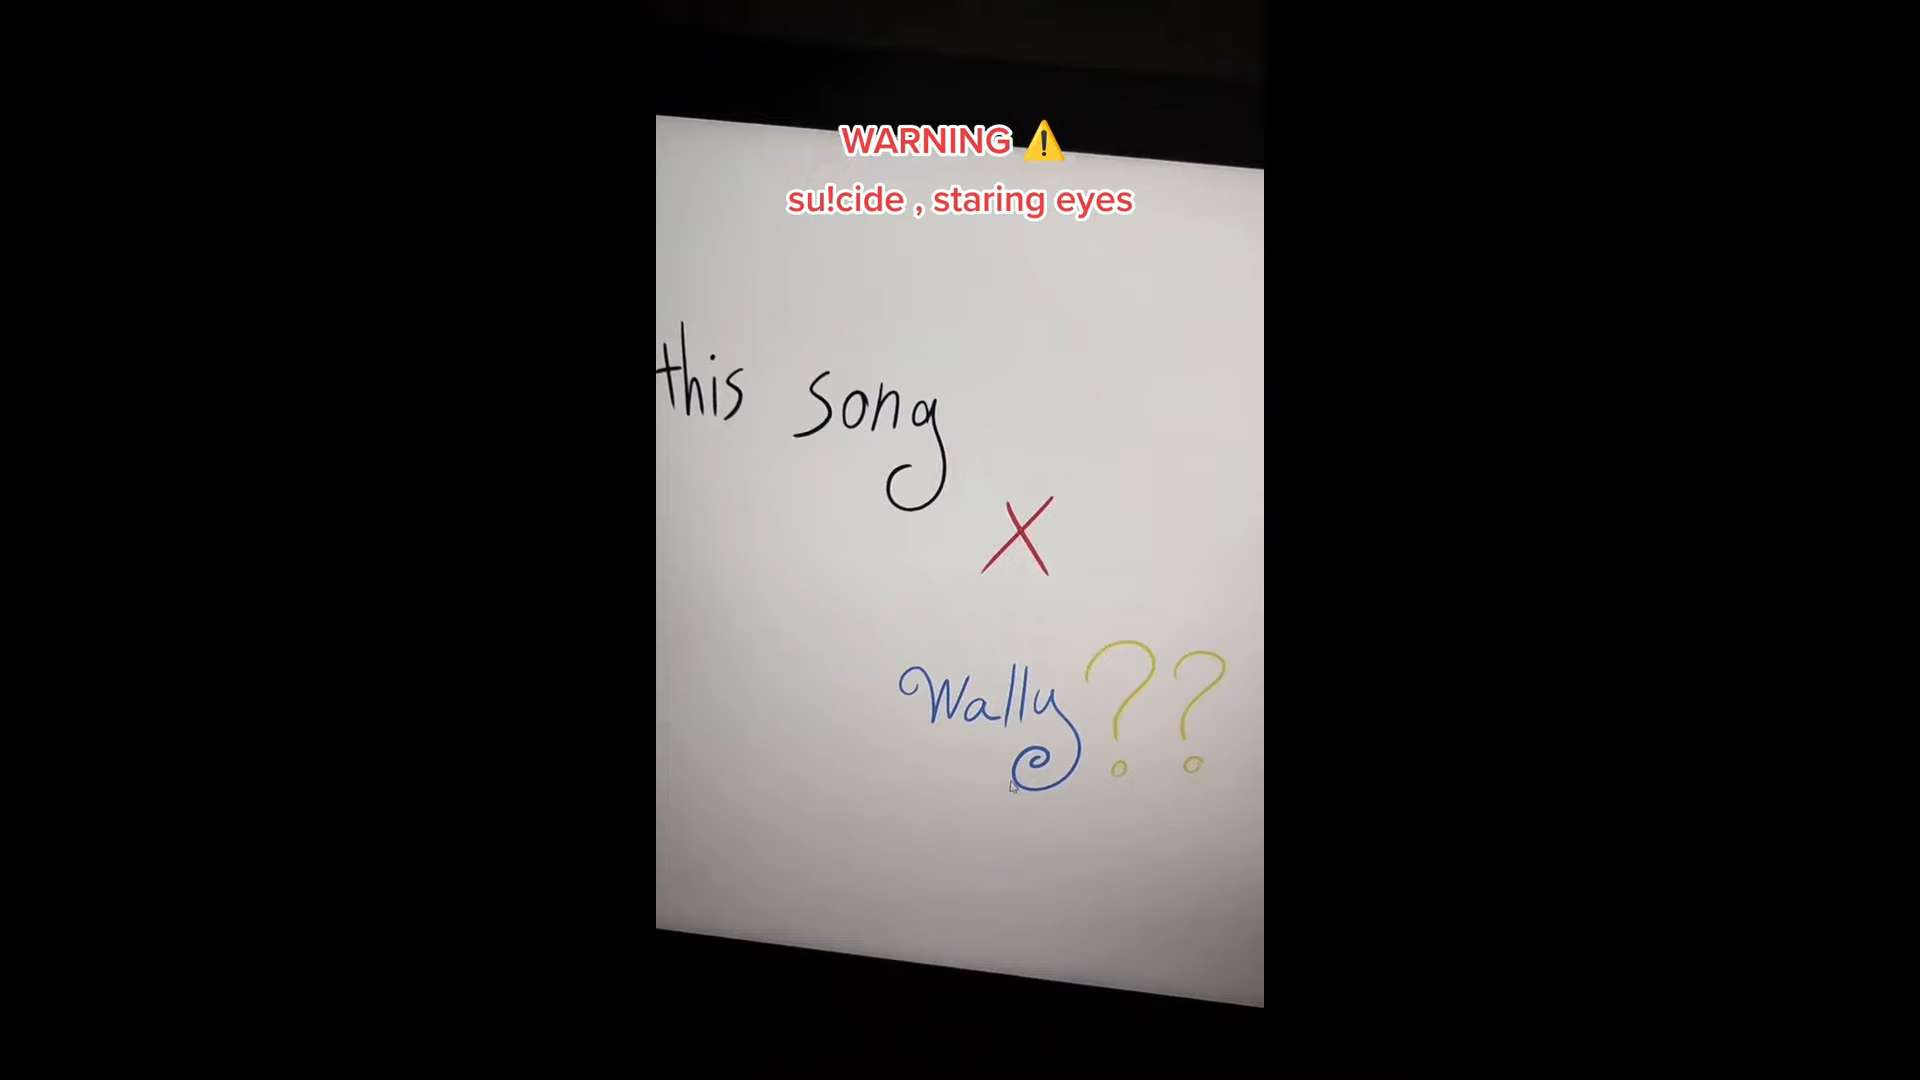 WARNING ⚠️
su!cide , staring eyes
this song
X
Wally??